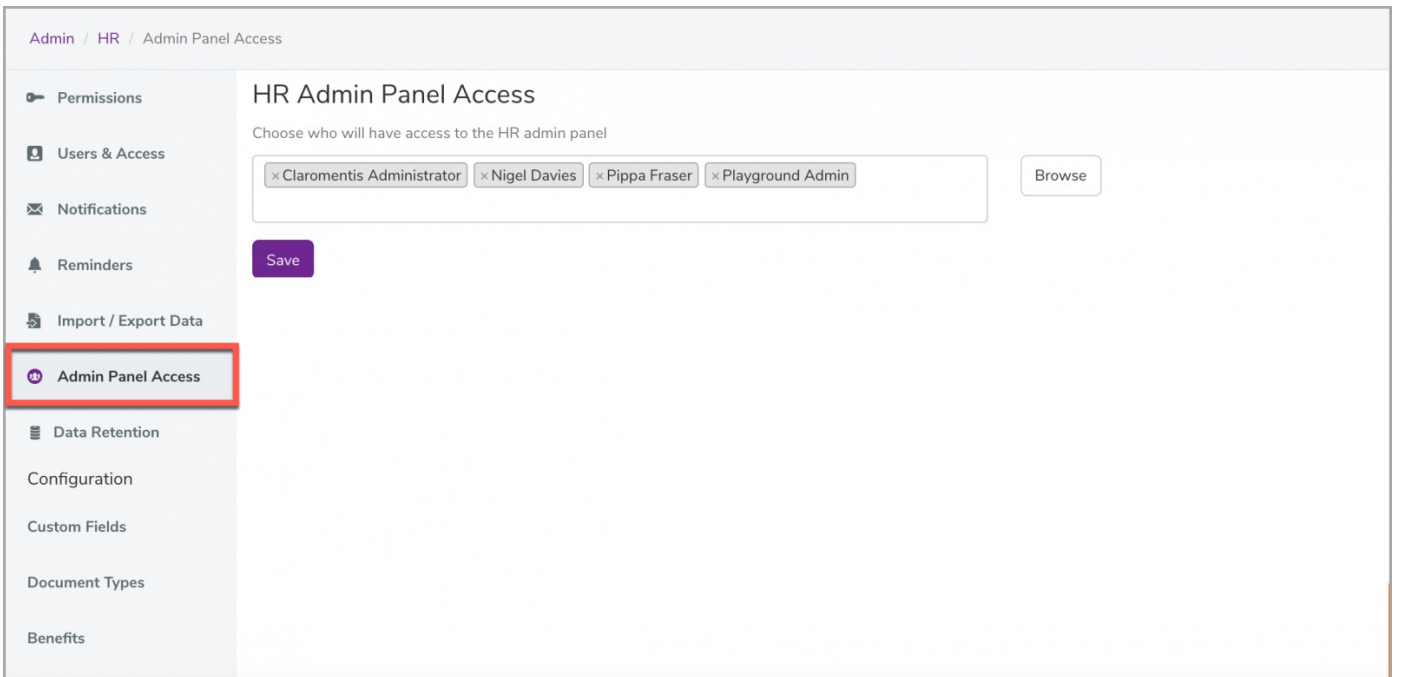 Admin / HR / Admin Panel Access
Permissions
Users & Access
Notifications
Reminders
Import / Export Data
Admin Panel Access
Data Retention
Configuration
Custom Fields
Document Types
Benefits
HR Admin Panel Access
Choose who will have access to the HR admin panel
× Claromentis Administrator × Nigel Davies × Pippa Fraser × Playground Admin
Browse
Save